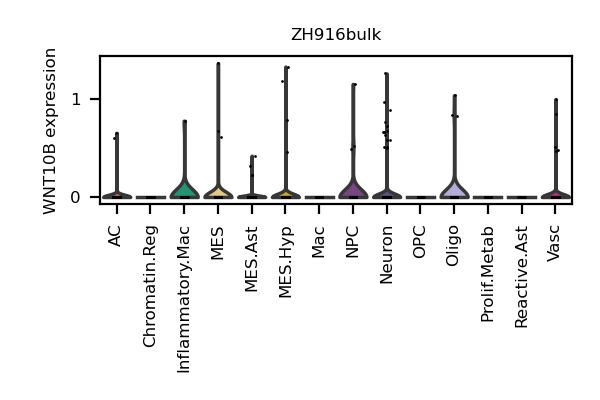 ZH916bulk
WNT10B expression
1
0
AC
Chromatin.Reg
Inflammatory.Mac
MES
MES.Ast
MES.Hyp
Mac
NPC
Neuron
OPC
Oligo
Prolif.Metab
Reactive.Ast
Vasc